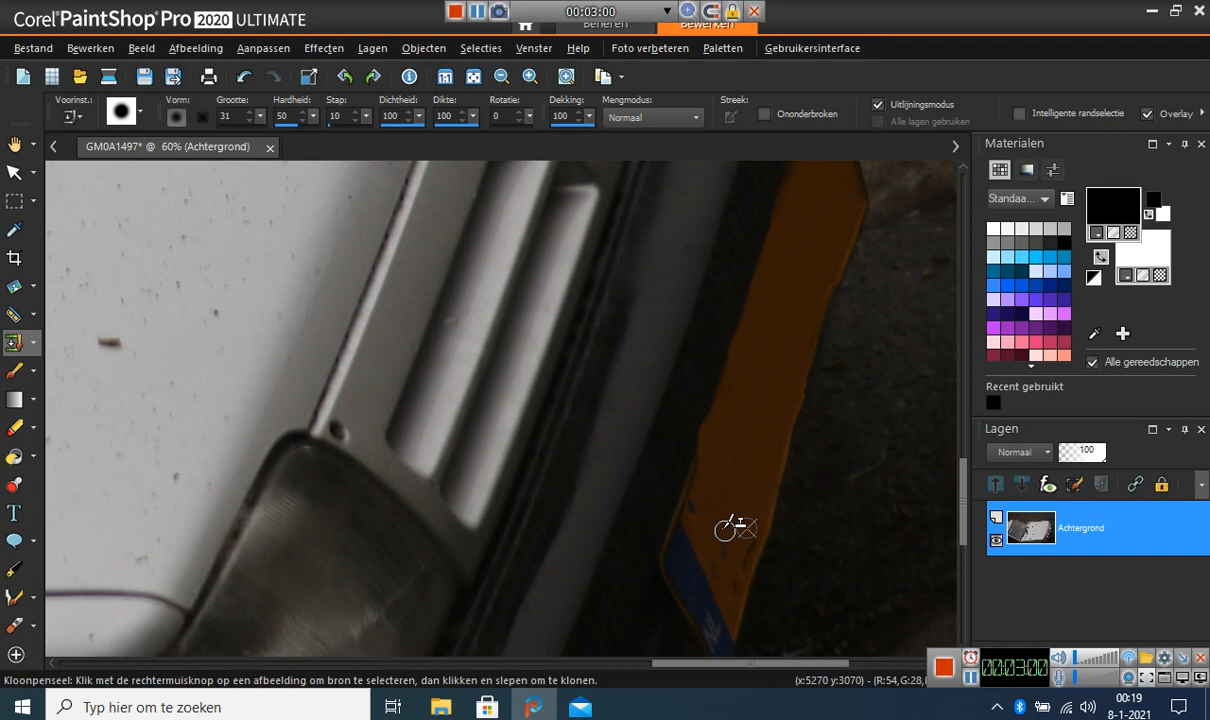 Corel PaintShop Pro 2020 ULTIMATE
00:03:00
Beheren
Bewerken
Bestand Bewerken Beeld Afbeelding Aanpassen Effecten Lagen Objecten Selecties Venster Help Foto verbeteren Paletten Gebruikersinterface
Voorinst.: Vorm: Grootte: Hardheid: Stap: Dichtheid: Dikte: Rotatie: Dekking: Mengmodus: Streek: Uitlijningsmodus
31 50 10 100 100 0 100 Normaal Ononderbroken Alle lagen gebruiken Intelligente randselectie Overlay
GM0A1497* @ 60% (Achtergrond)
Materialen
Standaa...
Alle gereedschappen
Recent gebruikt
Lagen
Normaal 100
Achtergrond
Kloonpenseel: Klik met de rechtermuisknop op een afbeelding om bron te selecteren, dan klikken en slepen om te klonen.
(x:5270 y:3070) - (R:54,G:28,
00:03:00
Typ hier om te zoeken
00:19
8-1-2021